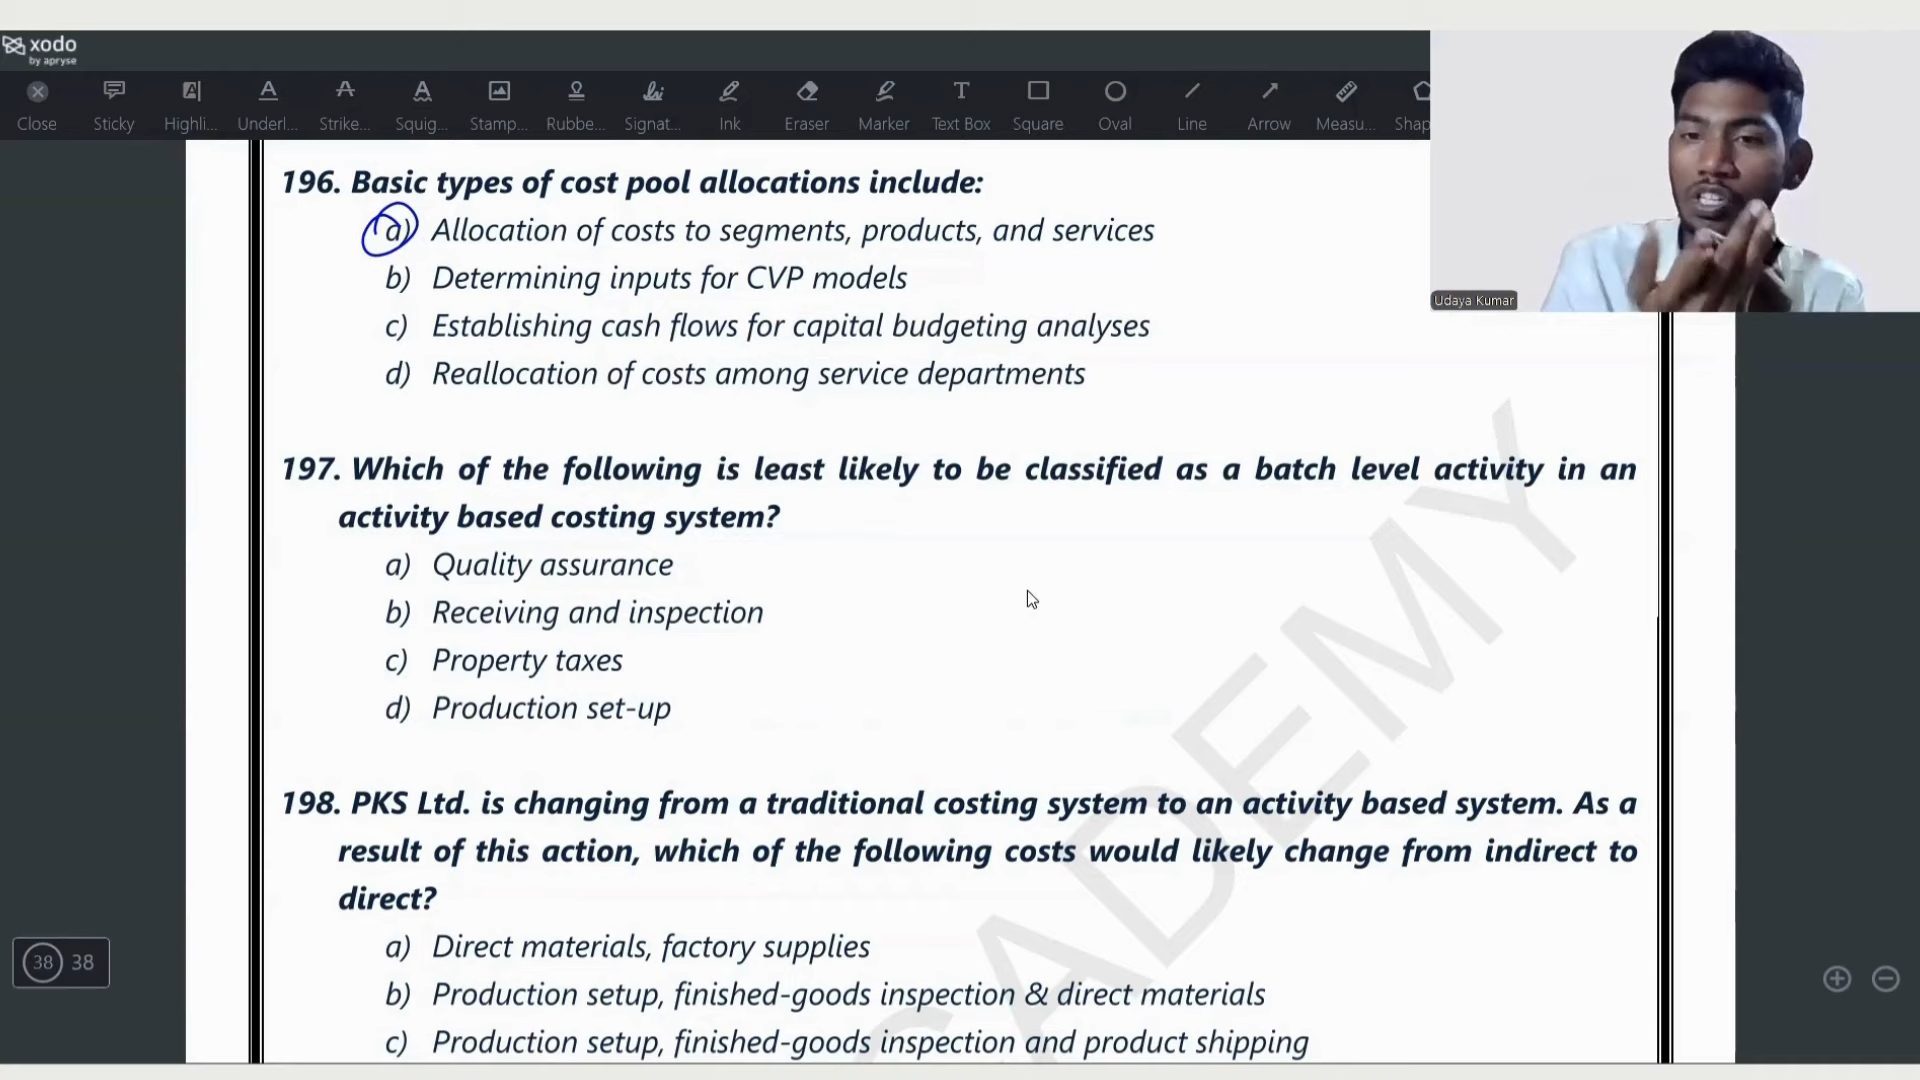 xodo
by apryse
Close Sticky Highli... Underl... Strike... Squig... Stamp... Rubbe... Signat... Ink Eraser Marker Text Box Square Oval Line Arrow Measu... Shap
Udaya Kumar
196. Basic types of cost pool allocations include:
a) Allocation of costs to segments, products, and services
b) Determining inputs for CVP models
c) Establishing cash flows for capital budgeting analyses
d) Reallocation of costs among service departments
197. Which of the following is least likely to be classified as a batch level activity in an
activity based costing system?
a) Quality assurance
b) Receiving and inspection
c) Property taxes
d) Production set-up
198. PKS Ltd. is changing from a traditional costing system to an activity based system. As a
result of this action, which of the following costs would likely change from indirect to
direct?
a) Direct materials, factory supplies
b) Production setup, finished-goods inspection & direct materials
c) Production setup, finished-goods inspection and product shipping
38 38
CADEMY